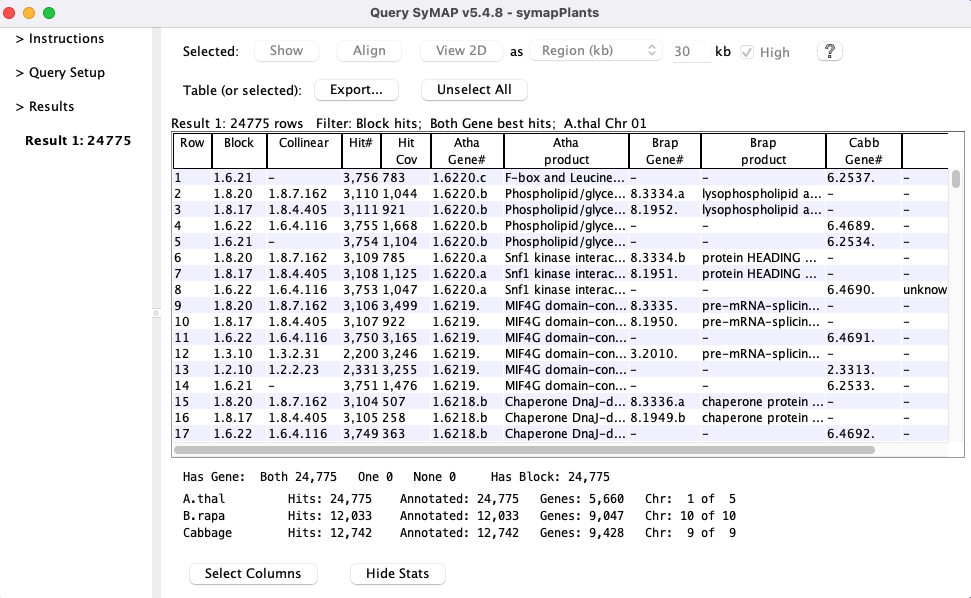 Query SyMAP v5.4.8 - symapPlants
> Instructions
> Query Setup
> Results
Result 1: 24775
Selected: Show Align View 2D as Region (kb) 30 kb High ?
Table (or selected): Export... Unselect All
Result 1: 24775 rows Filter: Block hits; Both Gene best hits; A.thal Chr 01
Row Block Collinear Hit# Hit Cov Atha Gene# Atha product Brap Gene# Brap product Cabb Gene#
1 1.6.21 - 3,756 783 1.6220.c F-box and Leucine... - - 6.2537. -
2 1.8.20 1.8.7.162 3,110 1,044 1.6220.b Phospholipid/glyce... 8.3334.a lysophospholipid a... - -
3 1.8.17 1.8.4.405 3,111 921 1.6220.b Phospholipid/glyce... 8.1952. lysophospholipid a... - -
4 1.6.22 1.6.4.116 3,755 1,668 1.6220.b Phospholipid/glyce... - - 6.4689. -
5 1.6.21 - 3,754 1,104 1.6220.b Phospholipid/glyce... - - 6.2534. -
6 1.8.20 1.8.7.162 3,109 785 1.6220.a Snf1 kinase interac... 8.3334.b protein HEADING ... - -
7 1.8.17 1.8.4.405 3,108 1,125 1.6220.a Snf1 kinase interac... 8.1951. protein HEADING ... - -
8 1.6.22 1.6.4.116 3,753 1,047 1.6220.a Snf1 kinase interac... - - 6.4690. unknow
9 1.8.20 1.8.7.162 3,106 3,499 1.6219. MIF4G domain-con... 8.3335. pre-mRNA-splicin... - -
10 1.8.17 1.8.4.405 3,107 922 1.6219. MIF4G domain-con... 8.1950. pre-mRNA-splicin... - -
11 1.6.22 1.6.4.116 3,750 3,165 1.6219. MIF4G domain-con... - - 6.4691. -
12 1.3.10 1.3.2.31 2,200 3,246 1.6219. MIF4G domain-con... 3.2010. pre-mRNA-splicin... - -
13 1.2.10 1.2.2.23 2,331 3,255 1.6219. MIF4G domain-con... - - 2.3313. -
14 1.6.21 - 3,751 1,476 1.6219. MIF4G domain-con... - - 6.2533. -
15 1.8.20 1.8.7.162 3,104 507 1.6218.b Chaperone DnaJ-d... 8.3336.a chaperone protein ... - -
16 1.8.17 1.8.4.405 3,105 258 1.6218.b Chaperone DnaJ-d... 8.1949.b chaperone protein ... - -
17 1.6.22 1.6.4.116 3,749 363 1.6218.b Chaperone DnaJ-d... - - 6.4692. -
Has Gene: Both 24,775 One 0 None 0 Has Block: 24,775
A.thal Hits: 24,775 Annotated: 24,775 Genes: 5,660 Chr: 1 of 5
B.rapa Hits: 12,033 Annotated: 12,033 Genes: 9,047 Chr: 10 of 10
Cabbage Hits: 12,742 Annotated: 12,742 Genes: 9,428 Chr: 9 of 9
Select Columns Hide Stats